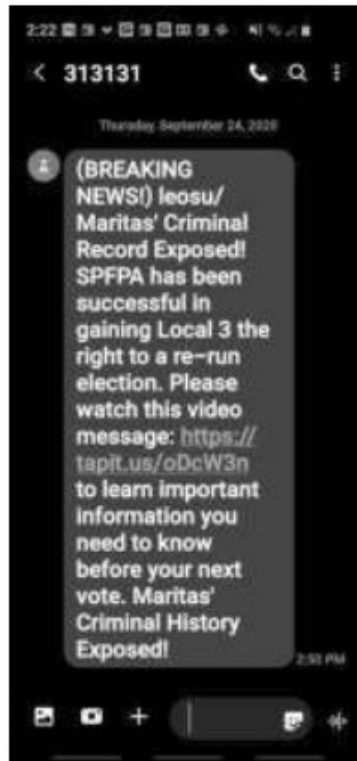 2:22
313131
Thursday, September 24, 2020
(BREAKING
NEWS!) leosu/
Maritas' Criminal
Record Exposed!
SPFPA has been
successful in
gaining Local 3 the
right to a re-run
election. Please
watch this video
message: https://
tapit.us/oDcW3n
to learn important
information you
need to know
before your next
vote. Maritas'
Criminal History
Exposed!
2:50 PM